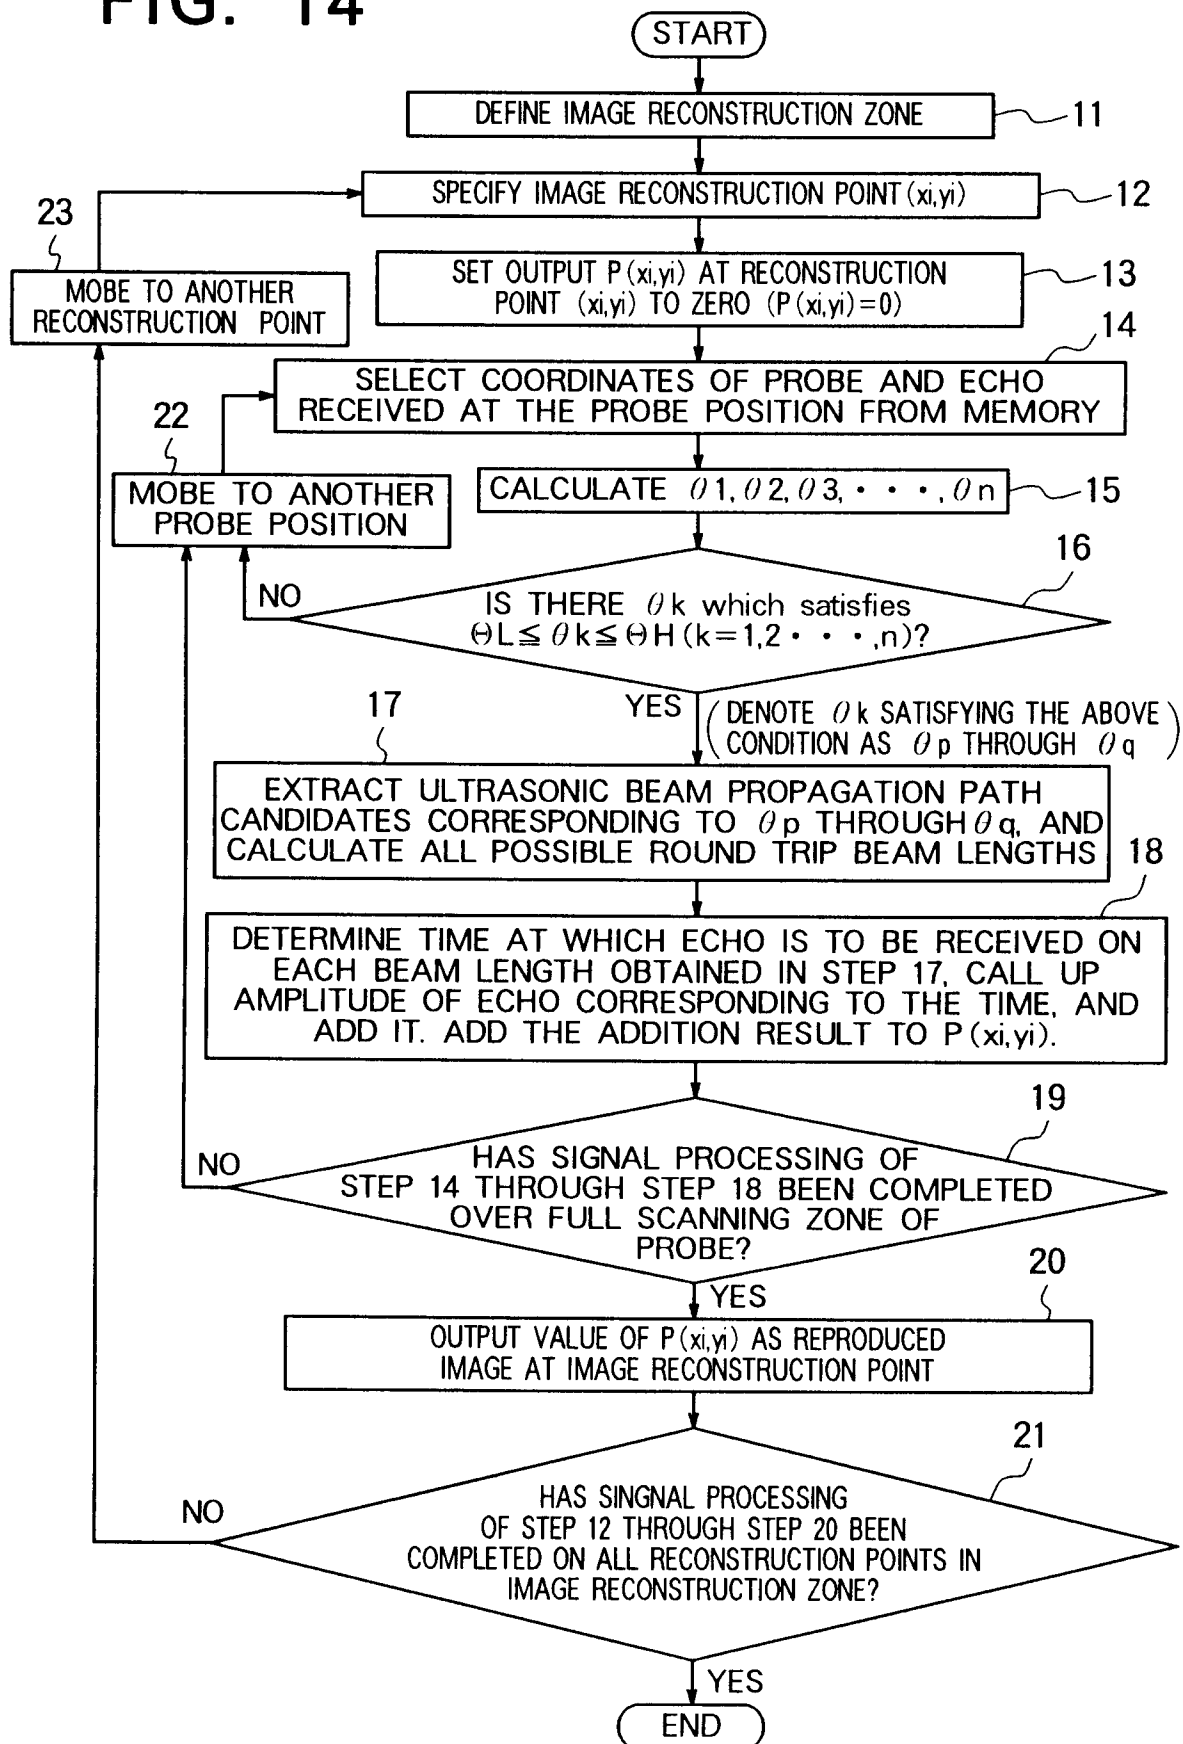 FIG. 14
START
DEFINE IMAGE RECONSTRUCTION ZONE
11
SPECIFY IMAGE RECONSTRUCTION POINT (xi,yi)
12
23
MOBE TO ANOTHER
RECONSTRUCTION POINT
SET OUTPUT P (xi,yi) AT RECONSTRUCTION
POINT (xi,yi) TO ZERO (P (xi,yi)=0)
13
14
SELECT COORDINATES OF PROBE AND ECHO
RECEIVED AT THE PROBE POSITION FROM MEMORY
22
MOBE TO ANOTHER
PROBE POSITION
CALCULATE θ1, θ2, θ3, · · ·, θn
15
16
NO
IS THERE θk which satisfies
ΘL≦ θk≦ ΘH (k=1,2 · · ·,n)?
YES
(DENOTE θk SATISFYING THE ABOVE
CONDITION AS θp THROUGH θq)
17
EXTRACT ULTRASONIC BEAM PROPAGATION PATH
CANDIDATES CORRESPONDING TO θp THROUGH θq, AND
CALCULATE ALL POSSIBLE ROUND TRIP BEAM LENGTHS
18
DETERMINE TIME AT WHICH ECHO IS TO BE RECEIVED ON
EACH BEAM LENGTH OBTAINED IN STEP 17, CALL UP
AMPLITUDE OF ECHO CORRESPONDING TO THE TIME, AND
ADD IT. ADD THE ADDITION RESULT TO P (xi,yi).
19
NO
HAS SIGNAL PROCESSING OF
STEP 14 THROUGH STEP 18 BEEN COMPLETED
OVER FULL SCANNING ZONE OF
PROBE?
YES
20
OUTPUT VALUE OF P (xi,yi) AS REPRODUCED
IMAGE AT IMAGE RECONSTRUCTION POINT
21
NO
HAS SINGNAL PROCESSING
OF STEP 12 THROUGH STEP 20 BEEN
COMPLETED ON ALL RECONSTRUCTION POINTS IN
IMAGE RECONSTRUCTION ZONE?
YES
END